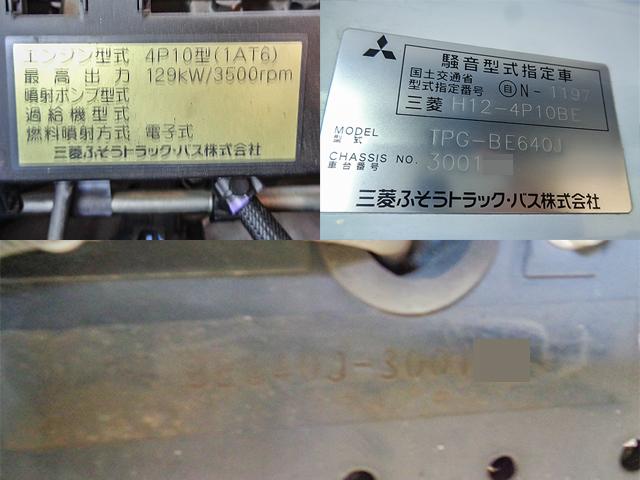 エンジン型式 4P10型(1AT6)
最高出力 129kW/3500rpm
噴射ポンプ型式
過給機型式
燃料噴射方式 電子式
三菱ふそうトラック・バス株式会社
騒音型式指定車
国土交通省
型式指定番号 自N-1197
三菱 H12-4P10BE
MODEL
型式 TPG-BE640J
CHASSIS NO. 3001
車台番号
三菱ふそうトラック・バス株式会社
BE640J-3001